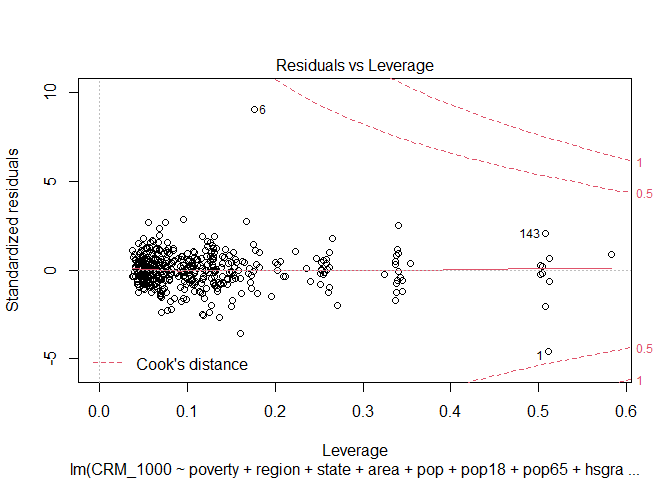 Residuals vs Leverage
10
5
0
-5
Standardized residuals
6
143
1
1
0.5
0.5
1
Cook's distance
0.0 0.1 0.2 0.3 0.4 0.5 0.6
Leverage
lm(CRM_1000 ~ poverty + region + state + area + pop + pop18 + pop65 + hsgra ...